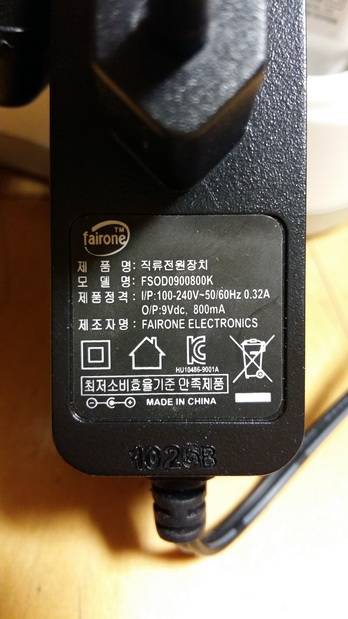 fairone TM
제 품 명 : 직류전원장치
모 델 명 : FSOD0900800K
제품정격 : I/P:100-240V~50/60Hz 0.32A
O/P:9Vdc, 800mA
제조자명 : FAIRONE ELECTRONICS
HU10486-9001A
최저소비효율기준 만족제품
MADE IN CHINA
1025B